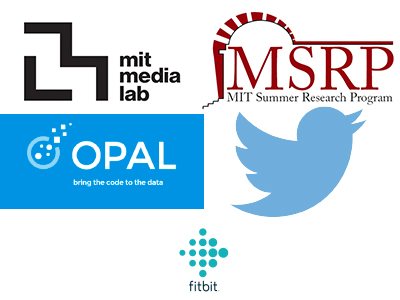 mit
media
lab
MSRP
MIT Summer Research Program
OPAL
bring the code to the data
fitbit